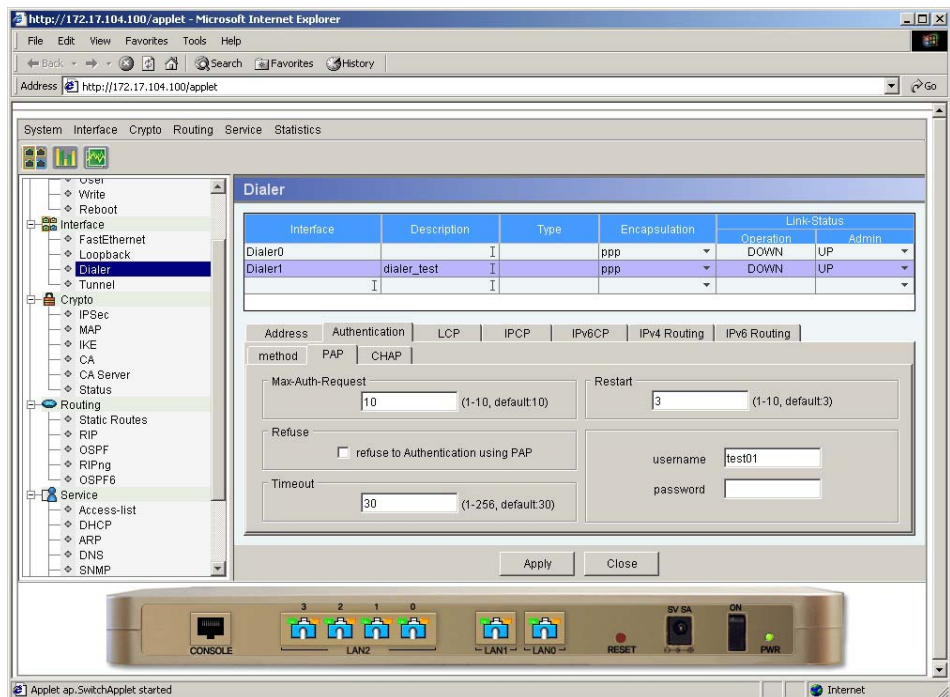 http://172.17.104.100/applet - Microsoft Internet Explorer
File Edit View Favorites Tools Help
Back Search Favorites History
Address http://172.17.104.100/applet Go
System Interface Crypto Routing Service Statistics
User
Write
Reboot
Interface
FastEthernet
Loopback
Dialer
Tunnel
Crypto
IPSec
MAP
IKE
CA
CA Server
Status
Routing
Static Routes
RIP
OSPF
RIPng
OSPF6
Service
Access-list
DHCP
ARP
DNS
SNMP
Dialer
Interface Description Type Encapsulation Link-Status
Operation Admin
Dialer0 ppp DOWN UP
Dialer1 dialer_test ppp DOWN UP
Address Authentication LCP IPCP IPv6CP IPv4 Routing IPv6 Routing
method PAP CHAP
Max-Auth-Request
10 (1-10, default:10)
Restart
3 (1-10, default:3)
Refuse
refuse to Authentication using PAP
Timeout
30 (1-256, default:30)
username test01
password
Apply Close
3 2 1 0
CONSOLE
LAN2
LAN1
LAN0
RESET
5V 5A
ON
PWR
Applet ap.SwitchApplet started
Internet